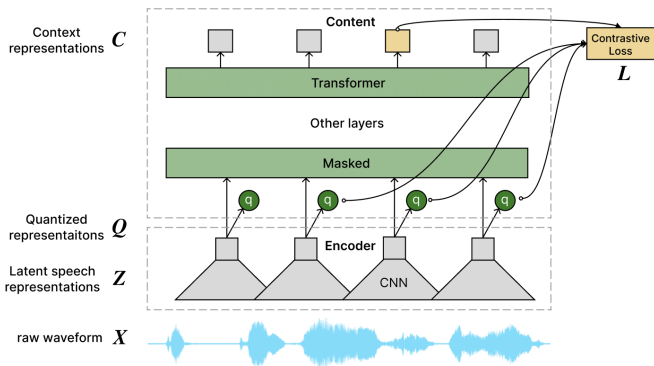 Content
Context
representations C
Contrastive
Loss
L
Transformer
Other layers
Masked
q q q q
Quantized
representaitons Q
Encoder
Latent speech
representations Z
CNN
raw waveform X